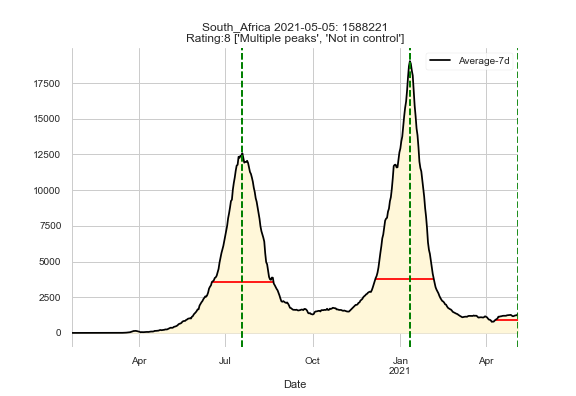 South_Africa 2021-05-05: 1588221
Rating:8 ['Multiple peaks', 'Not in control']
Average-7d
17500
15000
12500
10000
7500
5000
2500
0
Apr
Jul
Oct
Jan
2021
Apr
Date